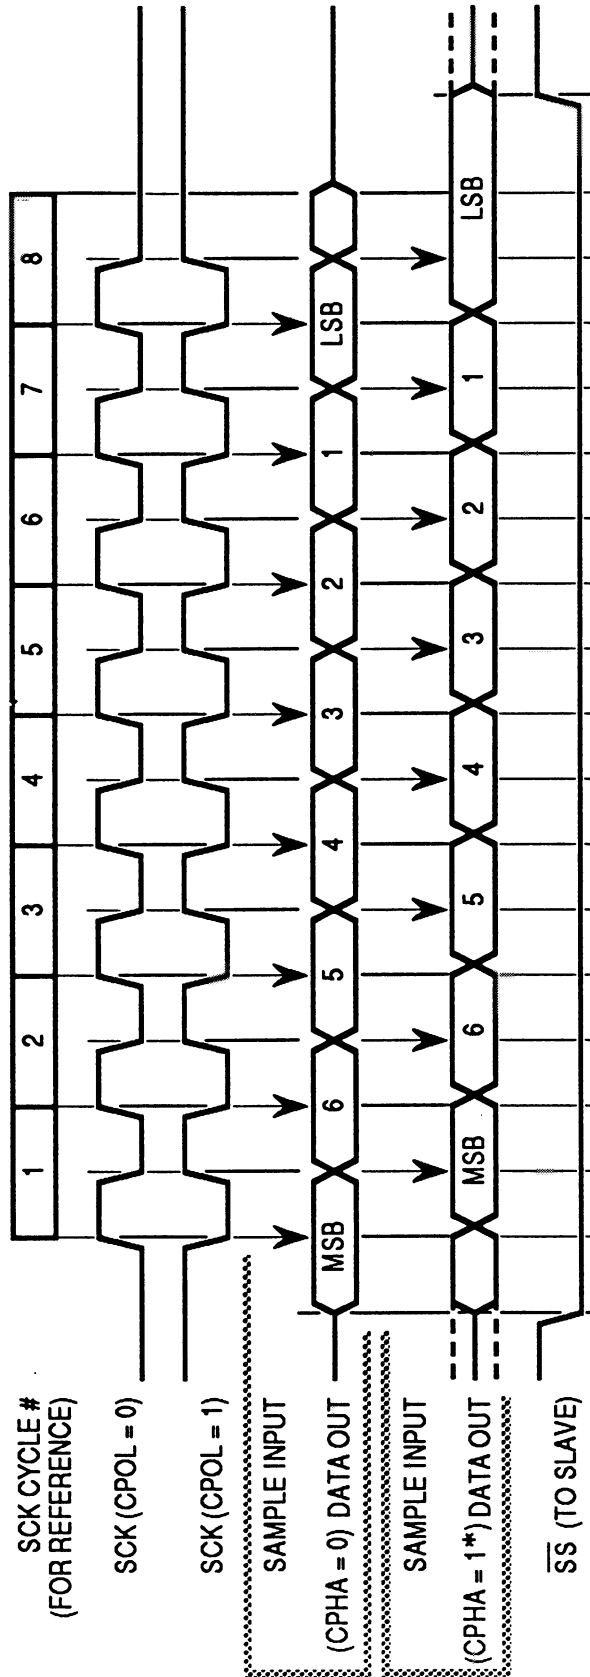 SCK CYCLE #
(FOR REFERENCE)
1 2 3 4 5 6 7 8
SCK (CPOL = 0)
SCK (CPOL = 1)
SAMPLE INPUT
(CPHA = 0) DATA OUT
MSB 6 5 4 3 2 1 LSB
SAMPLE INPUT
(CPHA = 1*) DATA OUT
MSB 6 5 4 3 2 1 LSB
SS (TO SLAVE)